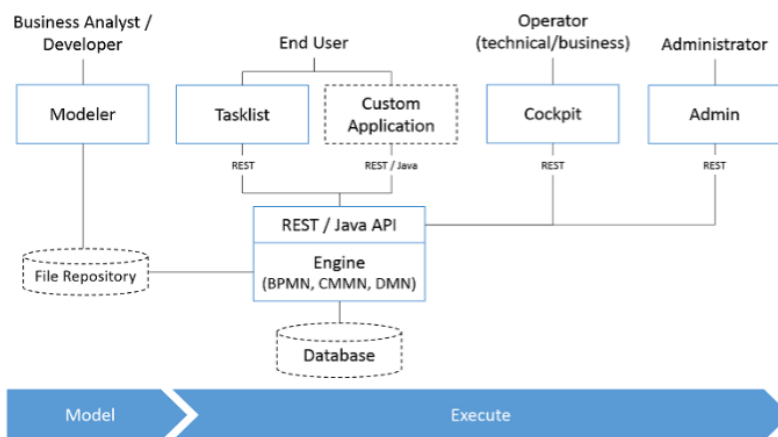 Business Analyst /
Developer
End User
Operator
(technical/business)
Administrator
Modeler
Tasklist
Custom
Application
Cockpit
Admin
REST
REST / Java
REST
REST
REST / Java API
Engine
(BPMN, CMMN, DMN)
File Repository
Database
Model
Execute